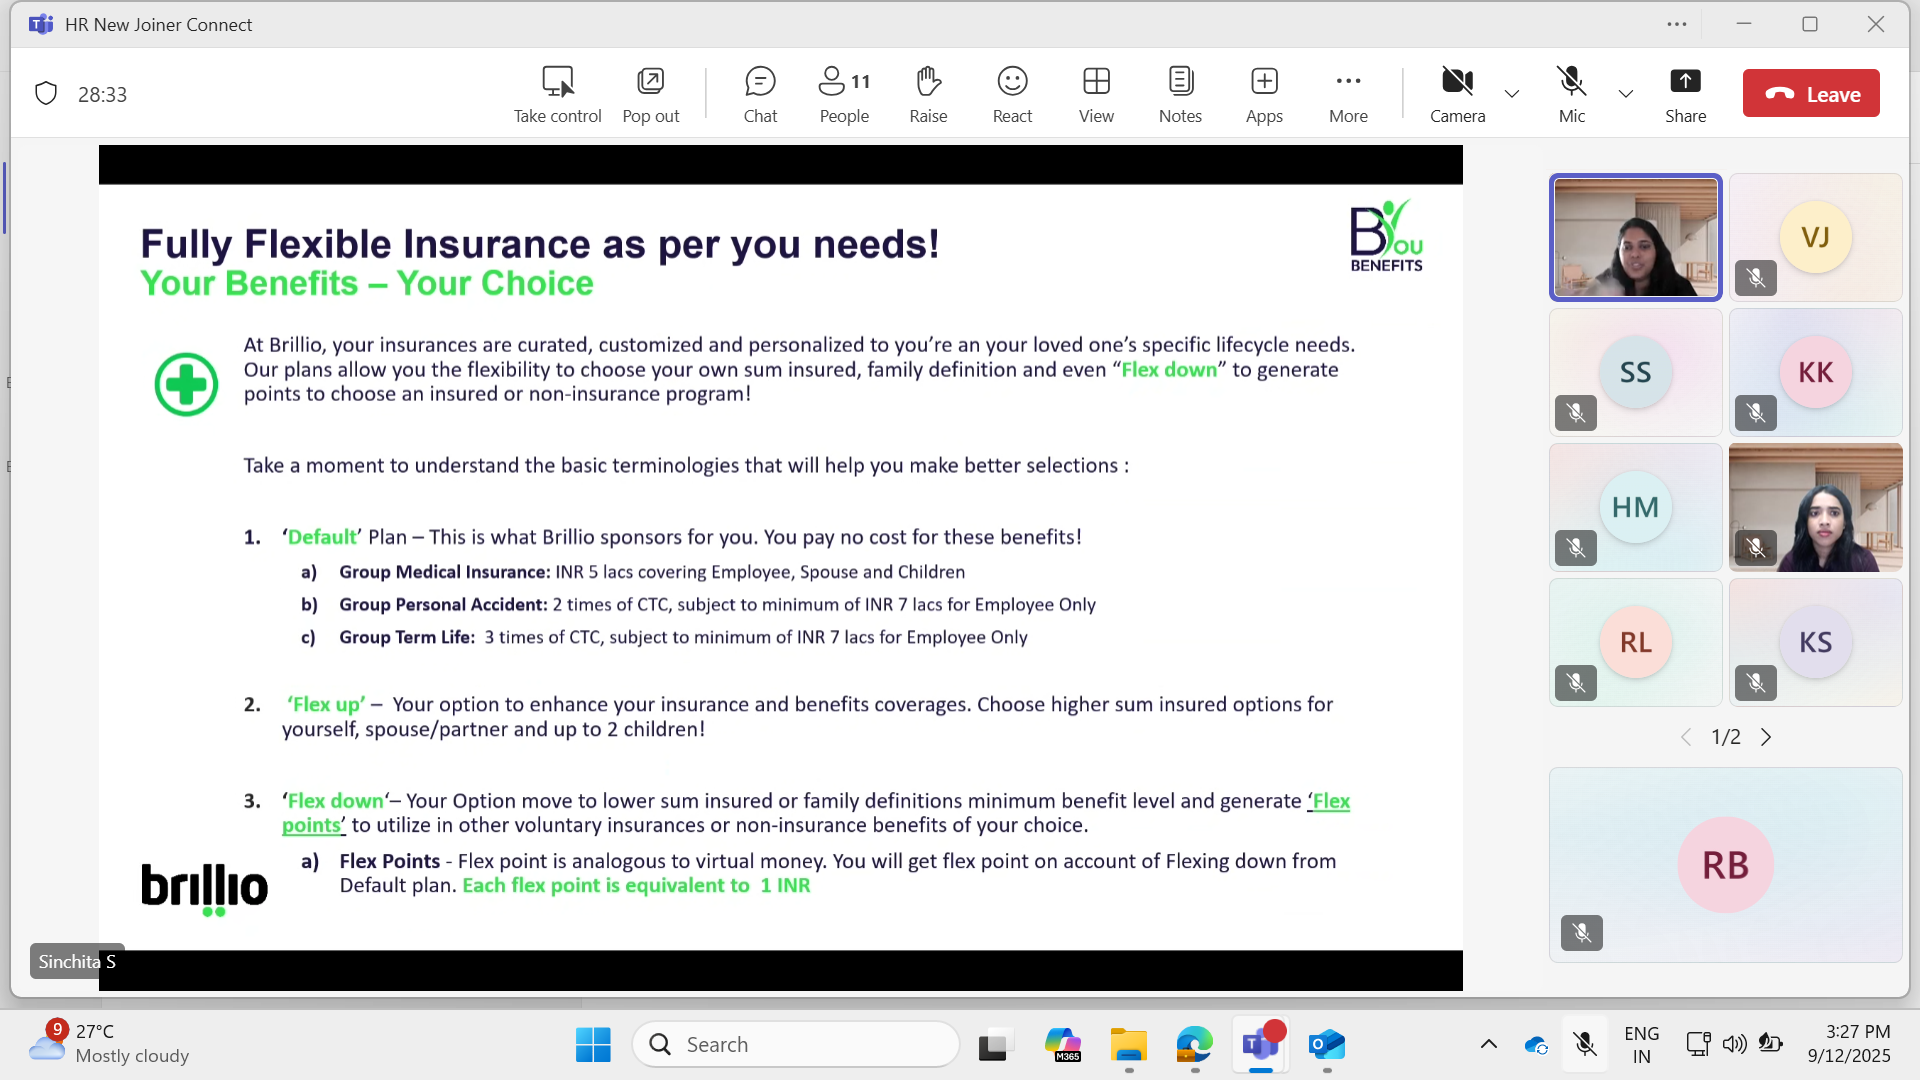 HR New Joiner Connect
28:33
Take control
Pop out
Chat
11
People
Raise
React
View
Notes
Apps
More
Camera
Mic
Share
Leave
Fully Flexible Insurance as per you needs!
Your Benefits – Your Choice
BYOU
BENEFITS
At Brillio, your insurances are curated, customized and personalized to you’re an your loved one’s specific lifecycle needs.
Our plans allow you the flexibility to choose your own sum insured, family definition and even “Flex down” to generate
points to choose an insured or non-insurance program!
Take a moment to understand the basic terminologies that will help you make better selections :
1. ‘Default’ Plan – This is what Brillio sponsors for you. You pay no cost for these benefits!
a) Group Medical Insurance: INR 5 lacs covering Employee, Spouse and Children
b) Group Personal Accident: 2 times of CTC, subject to minimum of INR 7 lacs for Employee Only
c) Group Term Life: 3 times of CTC, subject to minimum of INR 7 lacs for Employee Only
2. ‘Flex up’ – Your option to enhance your insurance and benefits coverages. Choose higher sum insured options for
yourself, spouse/partner and up to 2 children!
3. ‘Flex down‘– Your Option move to lower sum insured or family definitions minimum benefit level and generate ‘Flex
points’ to utilize in other voluntary insurances or non-insurance benefits of your choice.
a) Flex Points - Flex point is analogous to virtual money. You will get flex point on account of Flexing down from
Default plan. Each flex point is equivalent to 1 INR
brillio
Sinchita S
VJ
SS
KK
HM
RL
KS
1/2
RB
9
27°C
Mostly cloudy
Search
M365
ENG
IN
3:27 PM
9/12/2025